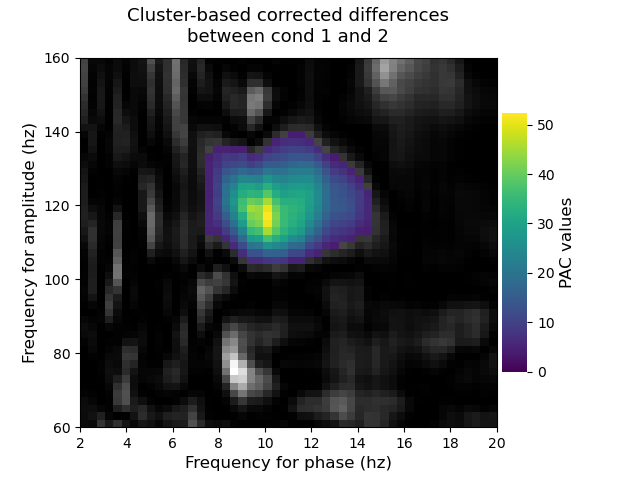 Cluster-based corrected differences
between cond 1 and 2
160
140
120
100
80
60
Frequency for amplitude (hz)
2 4 6 8 10 12 14 16 18 20
Frequency for phase (hz)
50
40
30
20
10
0
PAC values